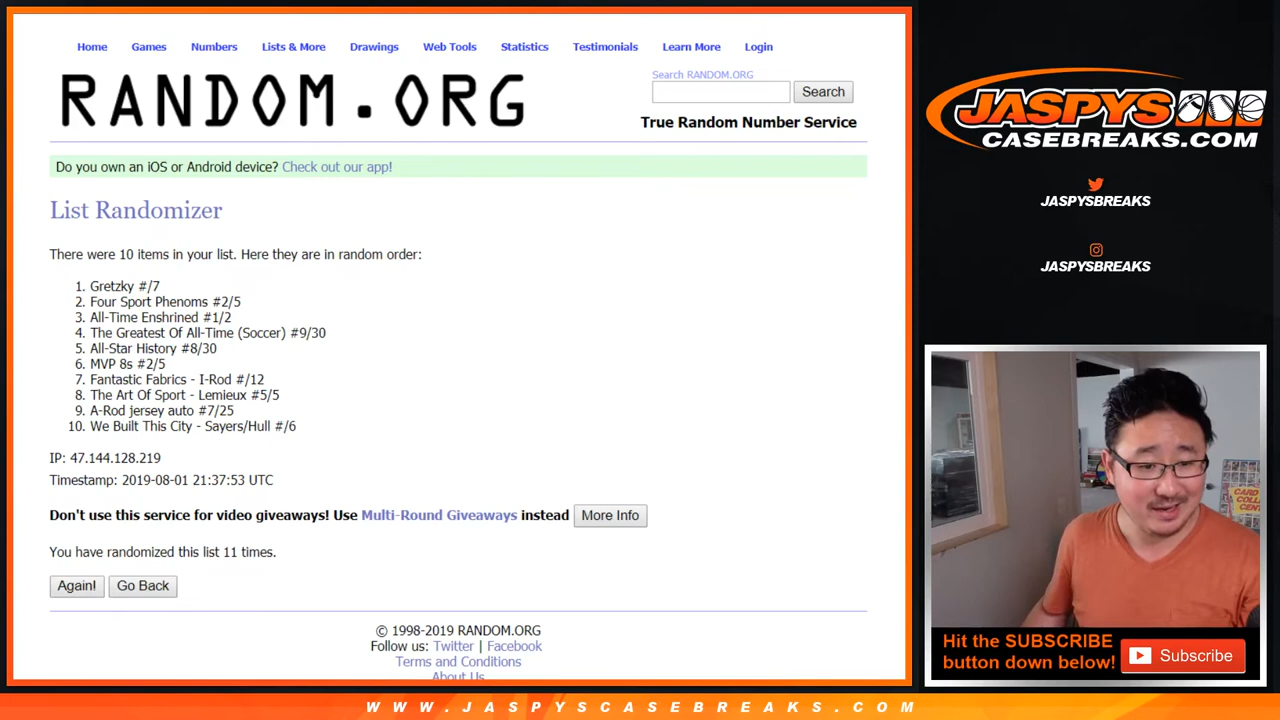 Home Games Numbers Lists & More Drawings Web Tools Statistics Testimonials Learn More Login
RANDOM.ORG
Search RANDOM.ORG
Search
True Random Number Service
Do you own an iOS or Android device? Check out our app!
List Randomizer
There were 10 items in your list. Here they are in random order:
1. Gretzky #/7
2. Four Sport Phenoms #2/5
3. All-Time Enshrined #1/2
4. The Greatest Of All-Time (Soccer) #9/30
5. All-Star History #8/30
6. MVP 8s #2/5
7. Fantastic Fabrics - I-Rod #/12
8. The Art Of Sport - Lemieux #5/5
9. A-Rod jersey auto #7/25
10. We Built This City - Sayers/Hull #/6
IP: 47.144.128.219
Timestamp: 2019-08-01 21:37:53 UTC
Don't use this service for video giveaways! Use Multi-Round Giveaways instead More Info
You have randomized this list 11 times.
Again! Go Back
© 1998-2019 RANDOM.ORG
Follow us: Twitter | Facebook
Terms and Conditions
About Us
JASPYS
CASEBREAKS.COM
JASPYSBREAKS
JASPYSBREAKS
CARD
COLL
CENT
Hit the SUBSCRIBE
button down below!
Subscribe
WWW.JASPYSCASEBREAKS.COM